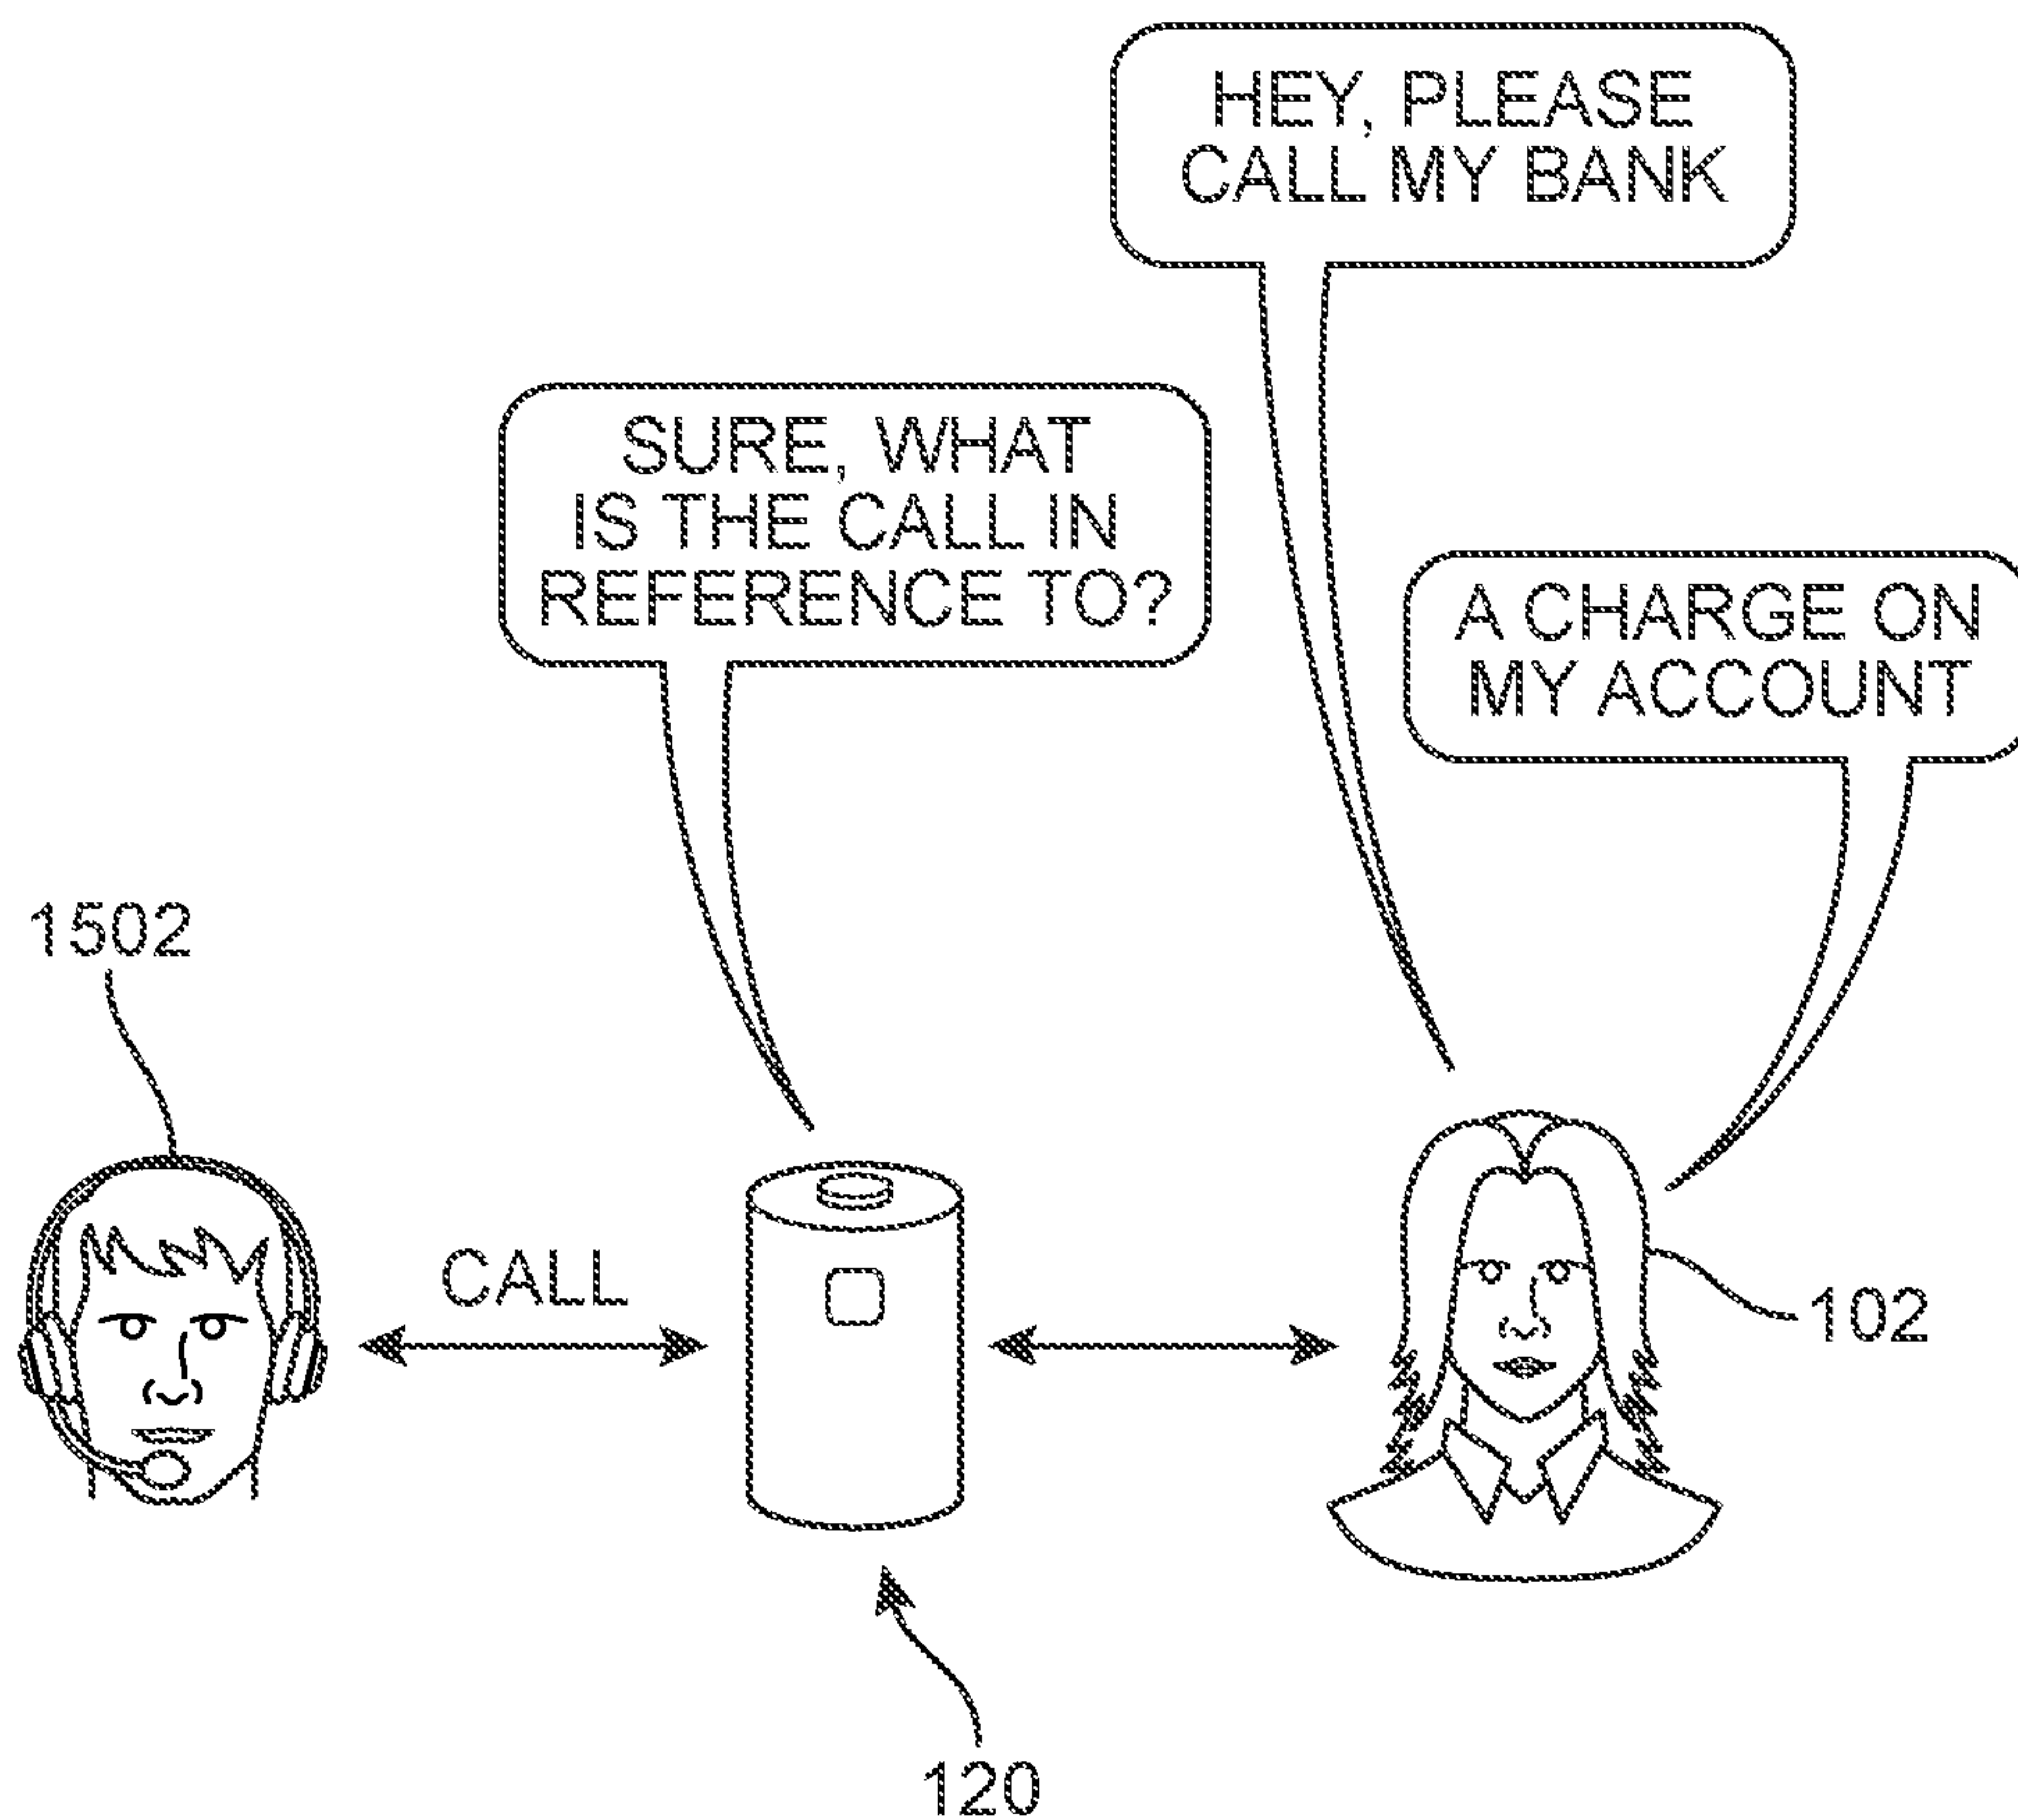 HEY, PLEASE
CALL MY BANK
SURE, WHAT
IS THE CALL IN
REFERENCE TO?
A CHARGE ON
MY ACCOUNT
1502
CALL
102
120